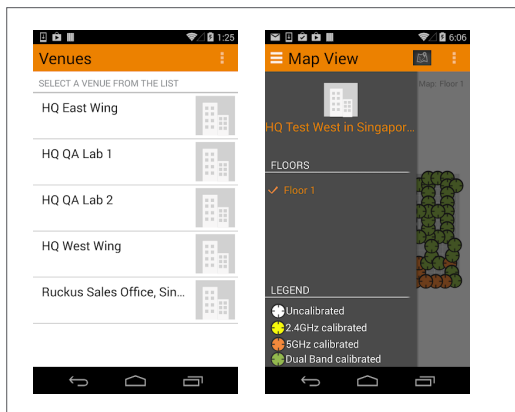 1:25
Venues
SELECT A VENUE FROM THE LIST
HQ East Wing
HQ QA Lab 1
HQ QA Lab 2
HQ West Wing
Ruckus Sales Office, Sin...
6:06
Map View
Map: Floor 1
HQ Test West in Singapor...
FLOORS
Floor 1
LEGEND
Uncalibrated
2.4GHz calibrated
5GHz calibrated
Dual Band calibrated